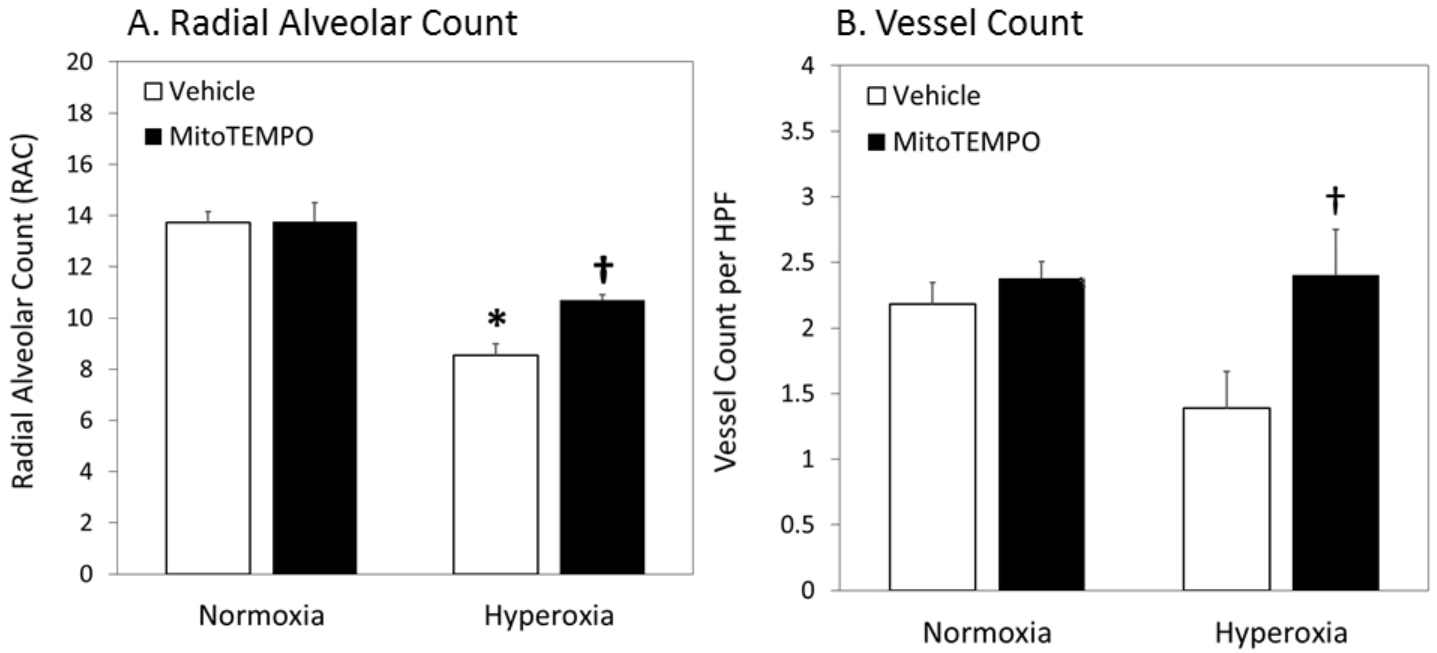 A. Radial Alveolar Count
Radial Alveolar Count (RAC)
20
18
16
14
12
10
8
6
4
2
0
Vehicle
MitoTEMPO
*
†
Normoxia
Hyperoxia
B. Vessel Count
Vessel Count per HPF
4
3.5
3
2.5
2
1.5
1
0.5
0
Vehicle
MitoTEMPO
†
Normoxia
Hyperoxia